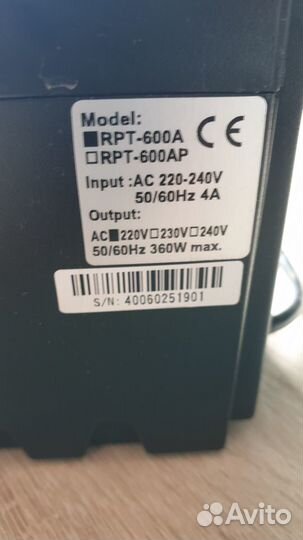 Model:
■RPT-600A CE
□RPT-600AP
Input :AC 220-240V
50/60Hz 4A
Output:
AC■220V□230V□240V
50/60Hz 360W max.
S/N: 40060251901
Avito